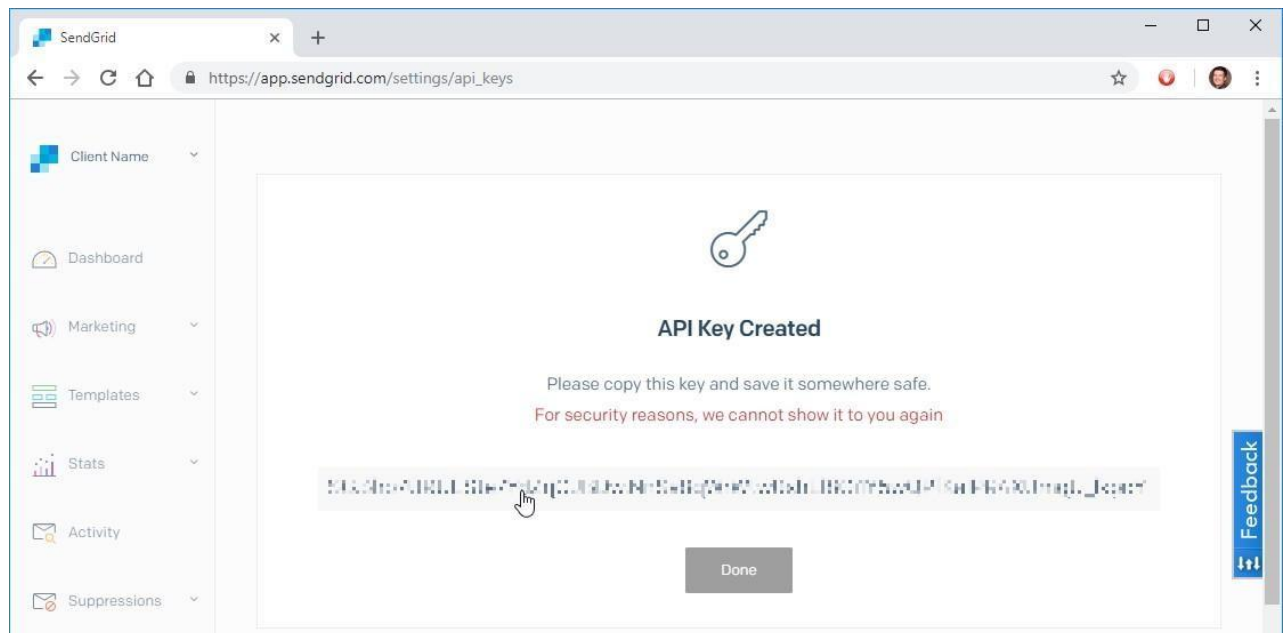 SendGrid
https://app.sendgrid.com/settings/api_keys
Client Name
Dashboard
Marketing
Templates
Stats
Activity
Suppressions
API Key Created
Please copy this key and save it somewhere safe.
For security reasons, we cannot show it to you again
Done
Feedback